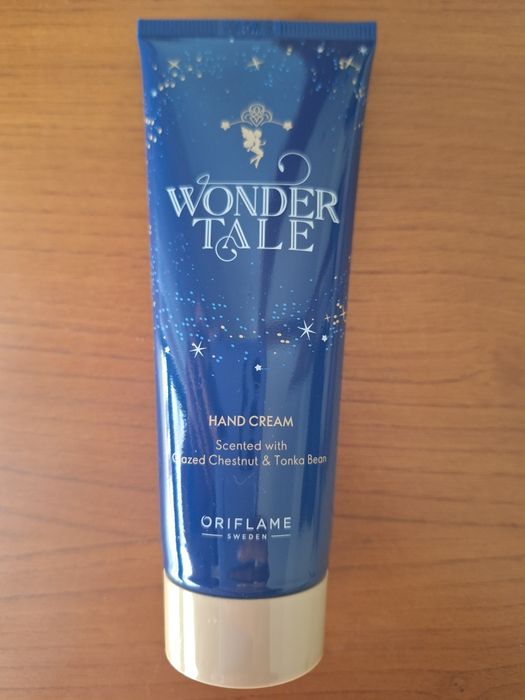 WONDER
TALE
HAND CREAM
Scented with
Glazed Chestnut & Tonka Bean
ORIFLAME
SWEDEN